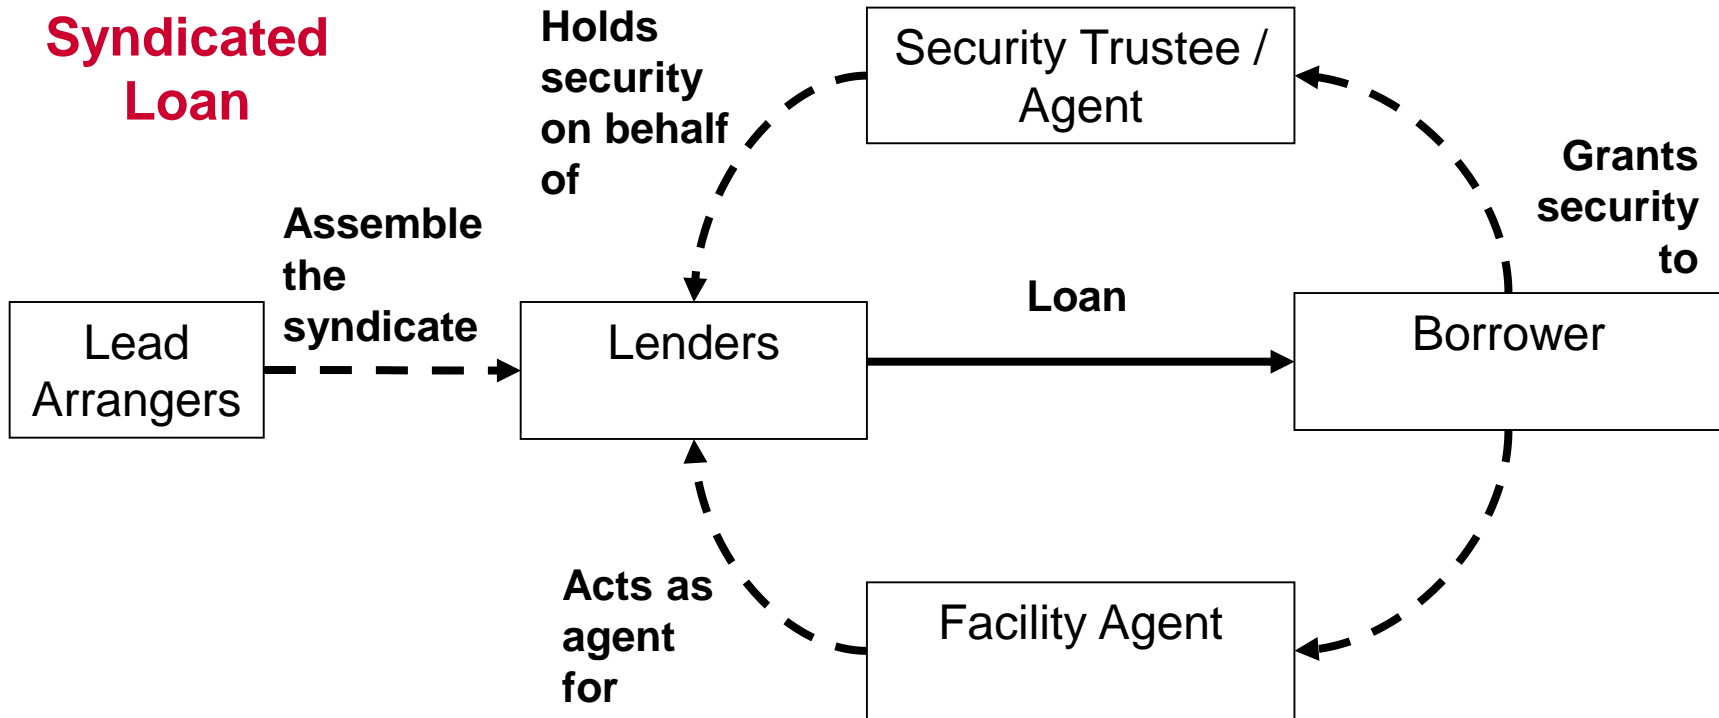 Syndicated
Loan
Holds
security
on behalf
of
Security Trustee /
Agent
Grants
security
to
Assemble
the
syndicate
Lead
Arrangers
Lenders
Loan
Borrower
Acts as
agent
for
Facility Agent